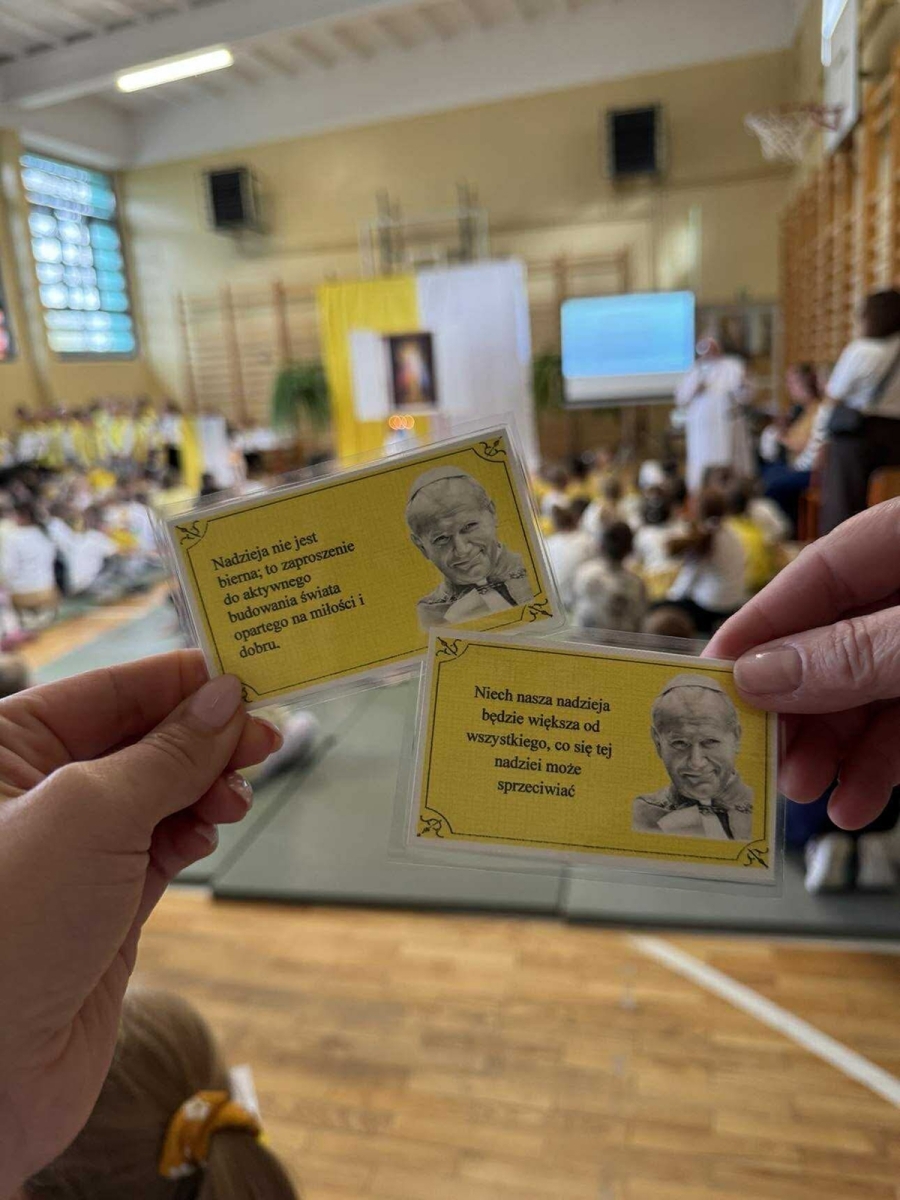 Nadzieja nie jest
bierna; to zaproszenie
do aktywnego
budowania świata
opartego na miłości i
dobru.
Niech nasza nadzieja
będzie większa od
wszystkiego, co się tej
nadziei może
sprzeciwiać